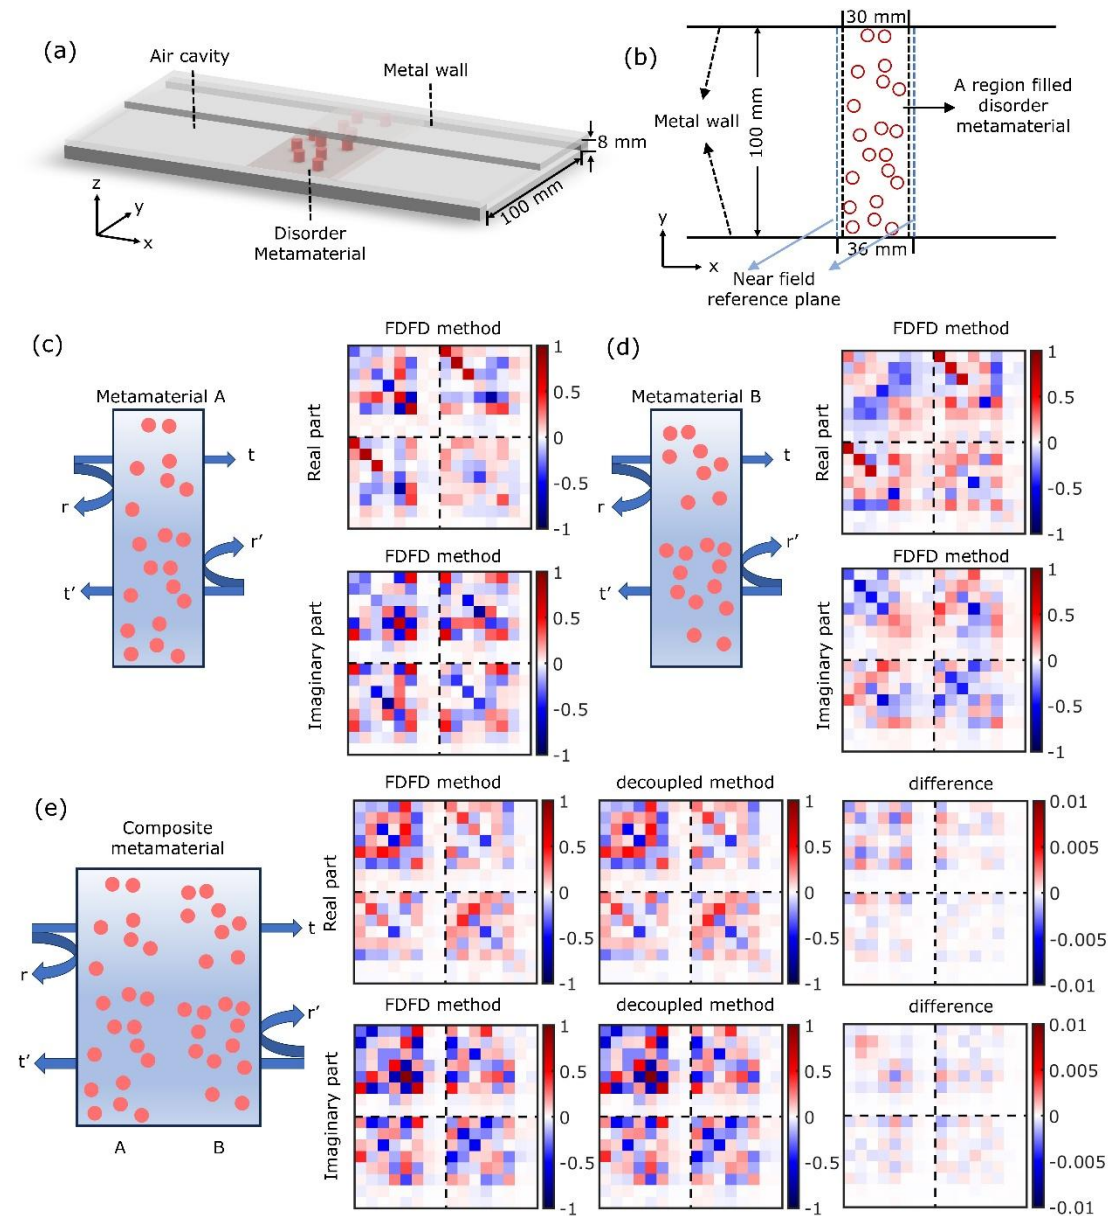 (a)
Air cavity
Metal wall
8 mm
100 mm
z
y
x
Disorder
Metamaterial
(b)
30 mm
Metal wall
100 mm
A region filled
disorder
metamaterial
y
x
36 mm
Near field
reference plane
(c)
Metamaterial A
t
r
r'
t'
FDFD method
Real part
1
0.5
0
-0.5
-1
FDFD method
Imaginary part
1
0.5
0
-0.5
-1
(d)
Metamaterial B
t
r
r'
t'
FDFD method
Real part
1
0.5
0
-0.5
-1
FDFD method
Imaginary part
1
0.5
0
-0.5
-1
(e)
Composite
metamaterial
t
r
r'
t'
A
B
FDFD method
Real part
1
0.5
0
-0.5
-1
decoupled method
1
0.5
0
-0.5
-1
difference
0.01
0.005
0
-0.005
-0.01
FDFD method
Imaginary part
1
0.5
0
-0.5
-1
decoupled method
1
0.5
0
-0.5
-1
difference
0.01
0.005
0
-0.005
-0.01